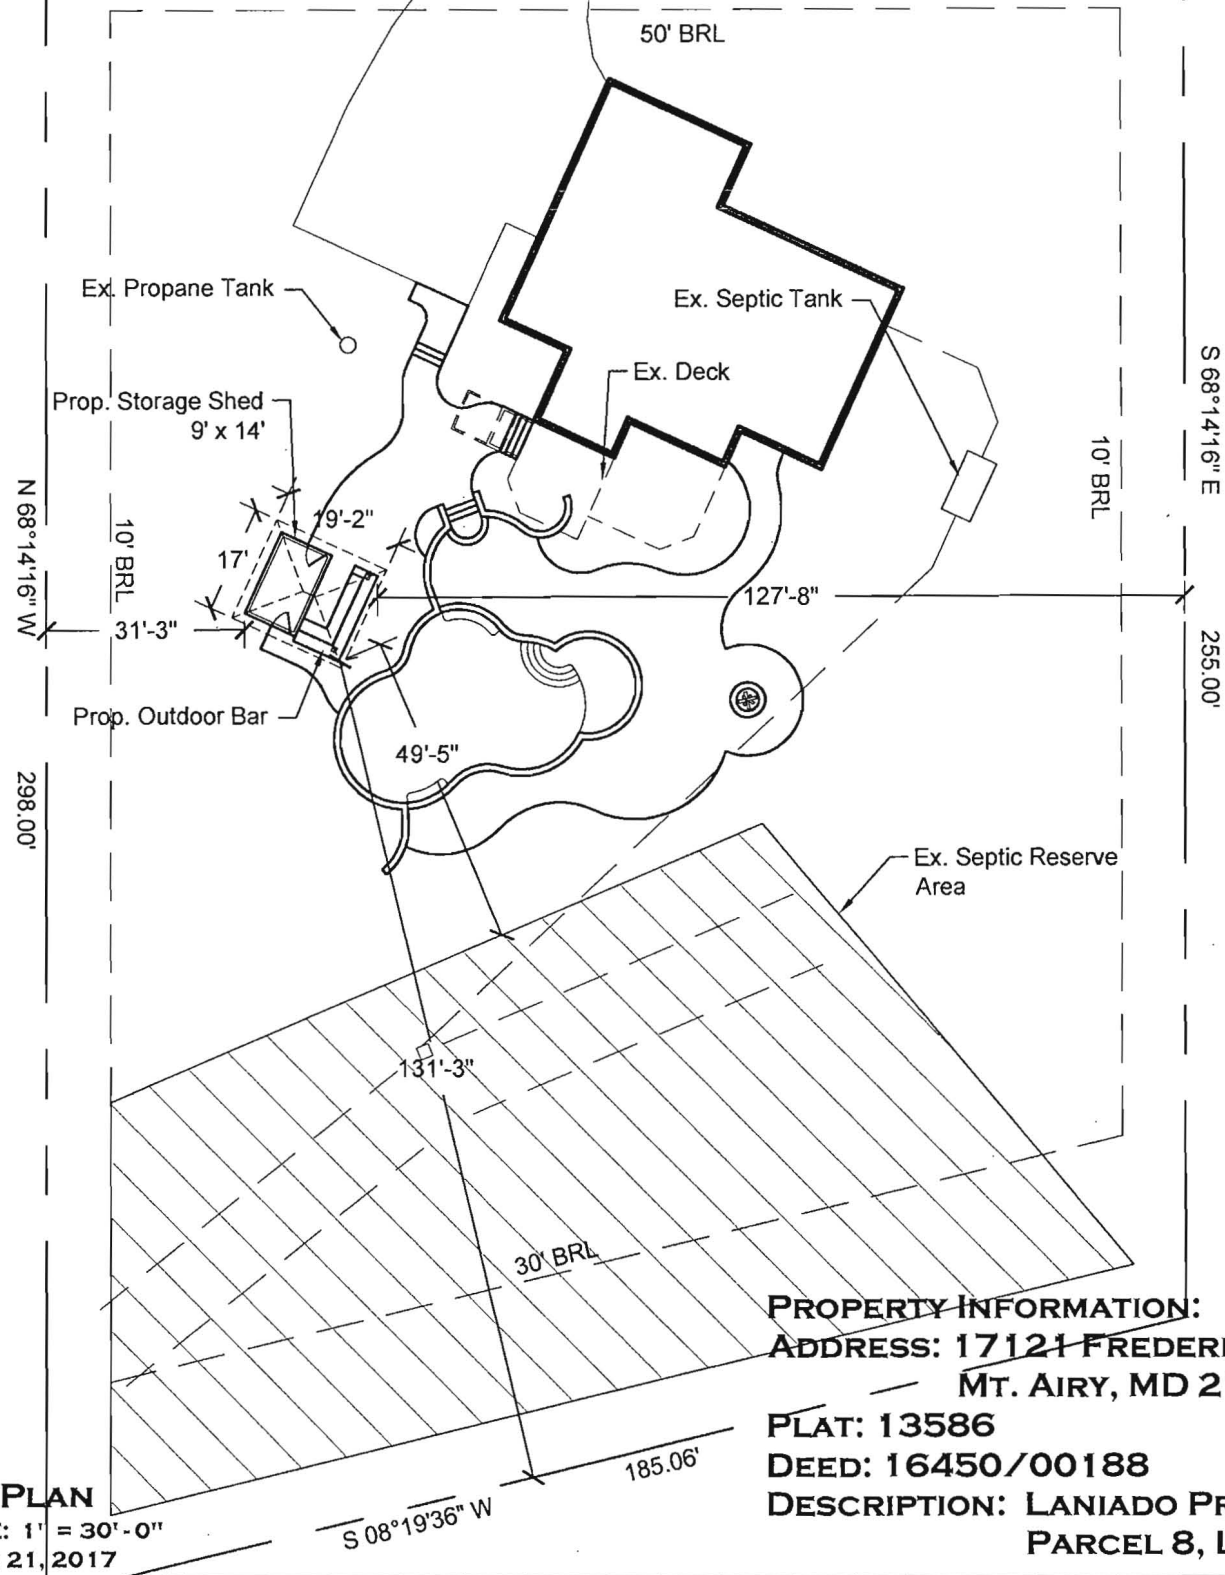 50' BRL
Ex. Propane Tank
Ex. Septic Tank
Ex. Deck
Prop. Storage Shed
9' x 14'
S 68°14'16" E
255.00'
10' BRL
N 68°14'16" W
298.00'
10' BRL
19'-2"
17'
31'-3"
127'-8"
Prop. Outdoor Bar
49'-5"
Ex. Septic Reserve
Area
131'-3"
30' BRL
185.06'
S 08°19'36" W
PROPERTY INFORMATION:
ADDRESS: 17121 FREDERI
MT. AIRY, MD 2
PLAT: 13586
DEED: 16450/00188
DESCRIPTION: LANIADO PR
PARCEL 8, L
PLAN
: 1" = 30'-0"
21, 2017